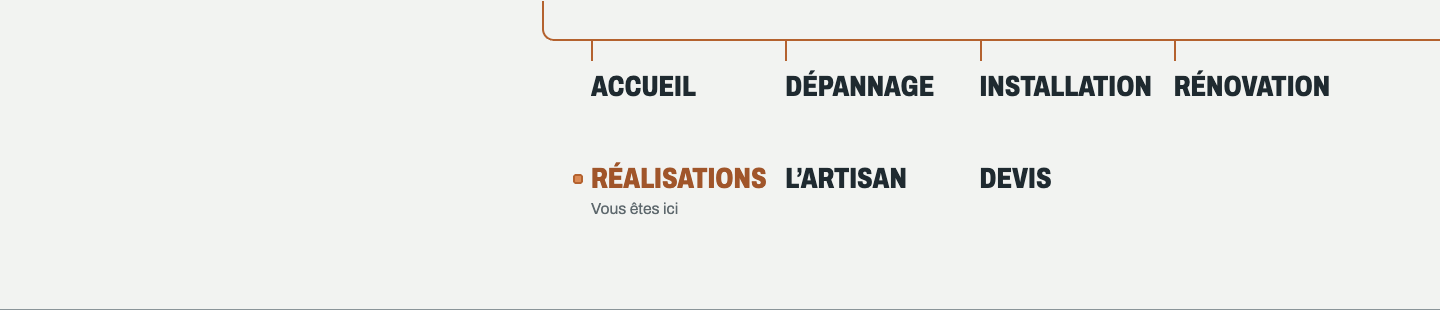 ACCUEIL DÉPANNAGE INSTALLATION RÉNOVATION
RÉALISATIONS L’ARTISAN DEVIS
Vous êtes ici